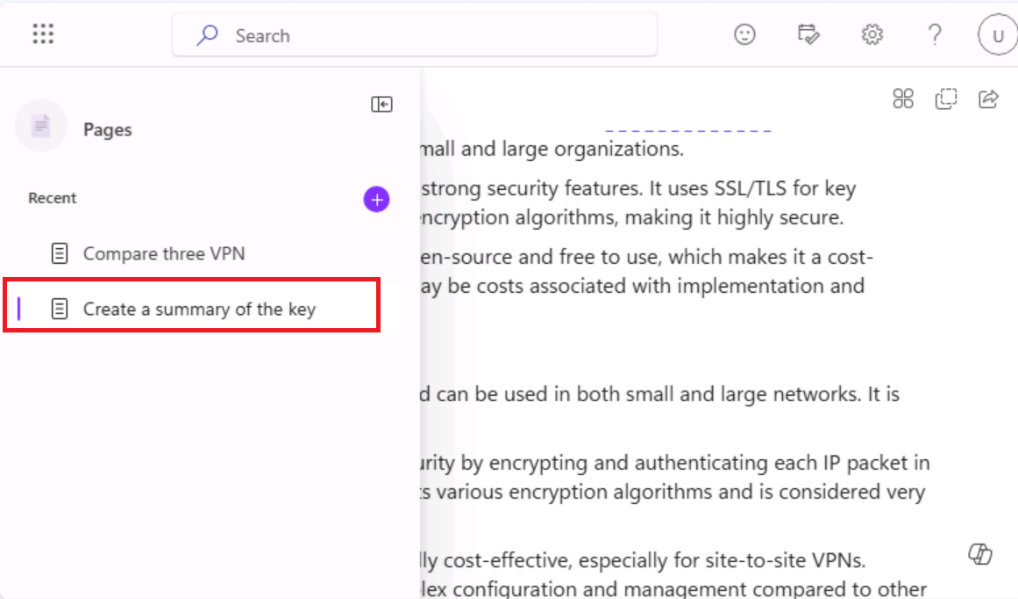 Search
U
Pages
Recent
Compare three VPN
Create a summary of the key
mall and large organizations.
strong security features. It uses SSL/TLS for key
encryption algorithms, making it highly secure.
en-source and free to use, which makes it a cost-
ay be costs associated with implementation and
d can be used in both small and large networks. It is
urity by encrypting and authenticating each IP packet in
ts various encryption algorithms and is considered very
lly cost-effective, especially for site-to-site VPNs.
lex configuration and management compared to other